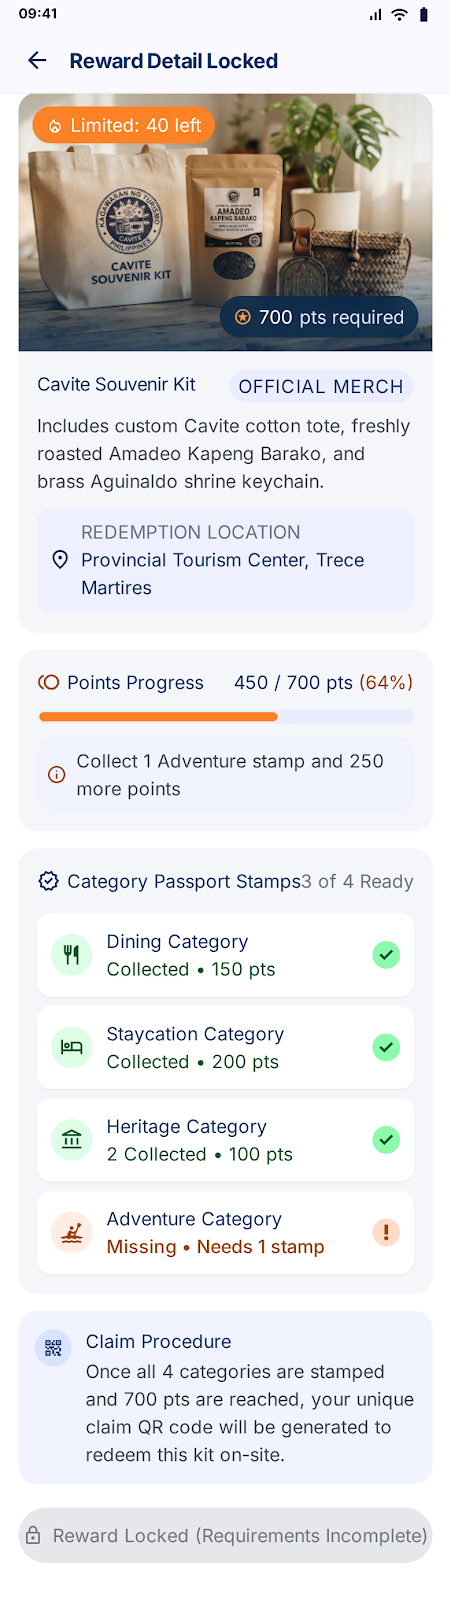 09:41
Reward Detail Locked
Limited: 40 left
KAGAWARAN NG TURISMO
CAVITE
PHILIPPINES
CAVITE
SOUVENIR KIT
AMADEO
KAPENG BARAKO
700 pts required
Cavite Souvenir Kit
OFFICIAL MERCH
Includes custom Cavite cotton tote, freshly
roasted Amadeo Kapeng Barako, and
brass Aguinaldo shrine keychain.
REDEMPTION LOCATION
Provincial Tourism Center, Trece
Martires
Points Progress
450 / 700 pts (64%)
Collect 1 Adventure stamp and 250
more points
Category Passport Stamps
3 of 4 Ready
Dining Category
Collected • 150 pts
Staycation Category
Collected • 200 pts
Heritage Category
2 Collected • 100 pts
Adventure Category
Missing • Needs 1 stamp
Claim Procedure
Once all 4 categories are stamped
and 700 pts are reached, your unique
claim QR code will be generated to
redeem this kit on-site.
Reward Locked (Requirements Incomplete)